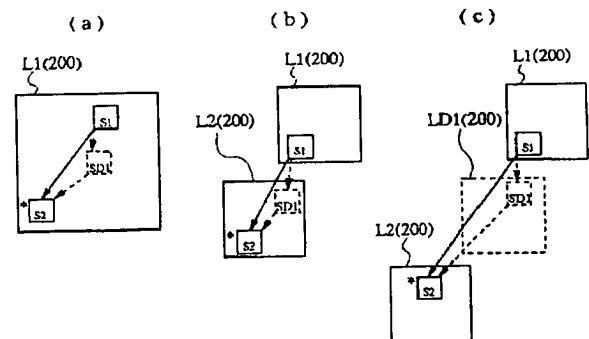 (a)
L1(200)
S1
SD1
* S2
(b)
L1(200)
L2(200)
S1
SD1
* S2
(c)
L1(200)
LD1(200)
S1
SD1
L2(200)
* S2